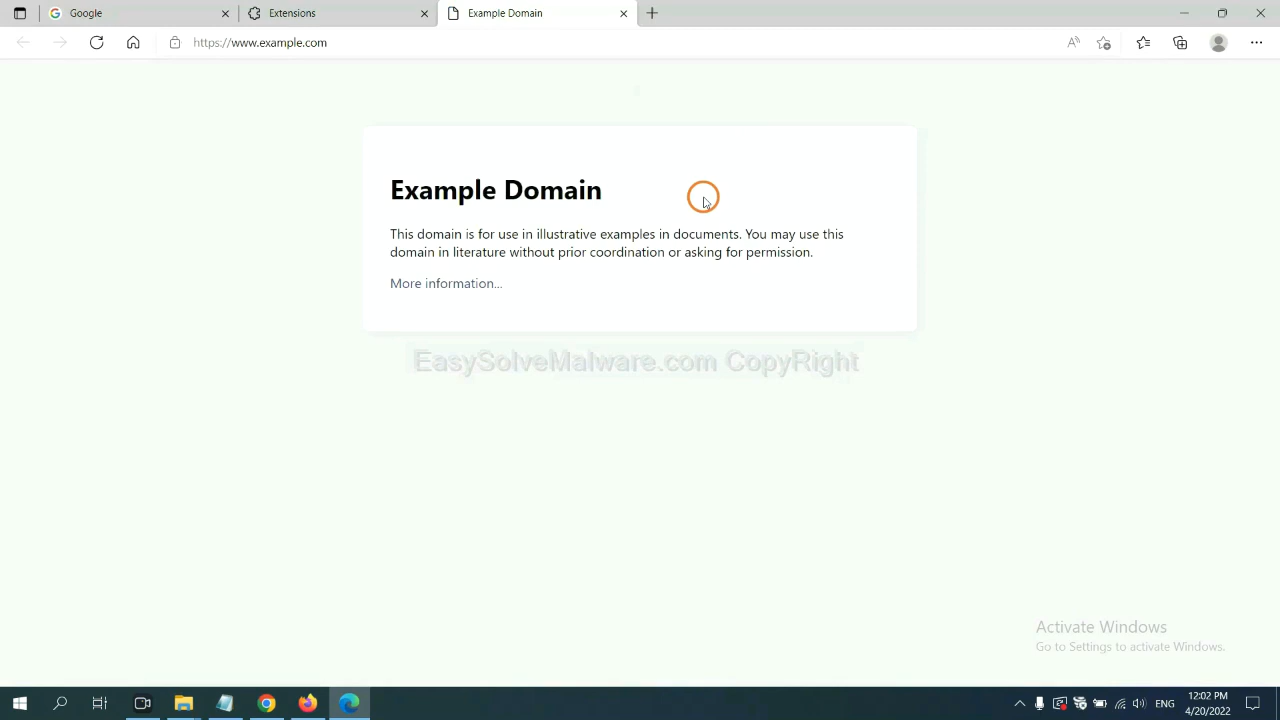 Google
Extensions
Example Domain
https://www.example.com
Example Domain
This domain is for use in illustrative examples in documents. You may use this
domain in literature without prior coordination or asking for permission.
More information...
EasySolveMalware.com CopyRight
Activate Windows
Go to Settings to activate Windows.
ENG
12:02 PM
4/20/2022